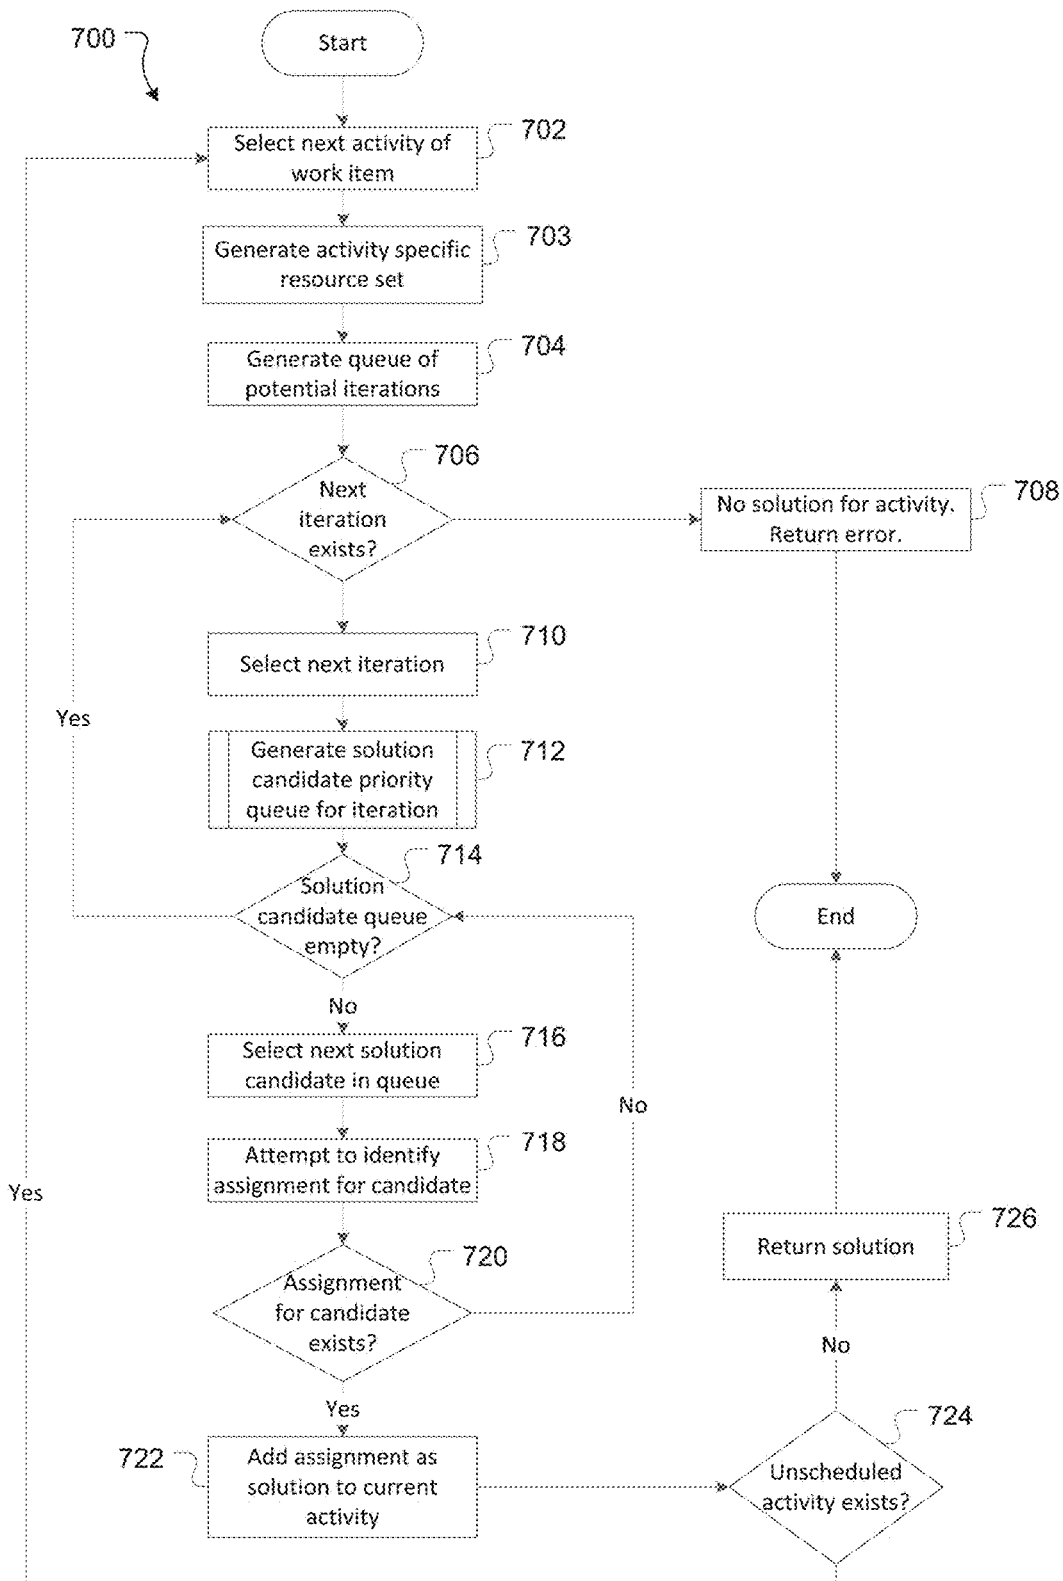 700
Start
702
Select next activity of
work item
703
Generate activity specific
resource set
704
Generate queue of
potential iterations
706
Next
iteration
exists?
708
No solution for activity.
Return error.
710
Select next iteration
Yes
712
Generate solution
candidate priority
queue for iteration
714
Solution
candidate queue
empty?
End
No
716
Select next solution
candidate in queue
No
718
Attempt to identify
assignment for candidate
Yes
720
Assignment
for candidate
exists?
726
Return solution
No
Yes
722
Add assignment as
solution to current
activity
724
Unscheduled
activity exists?